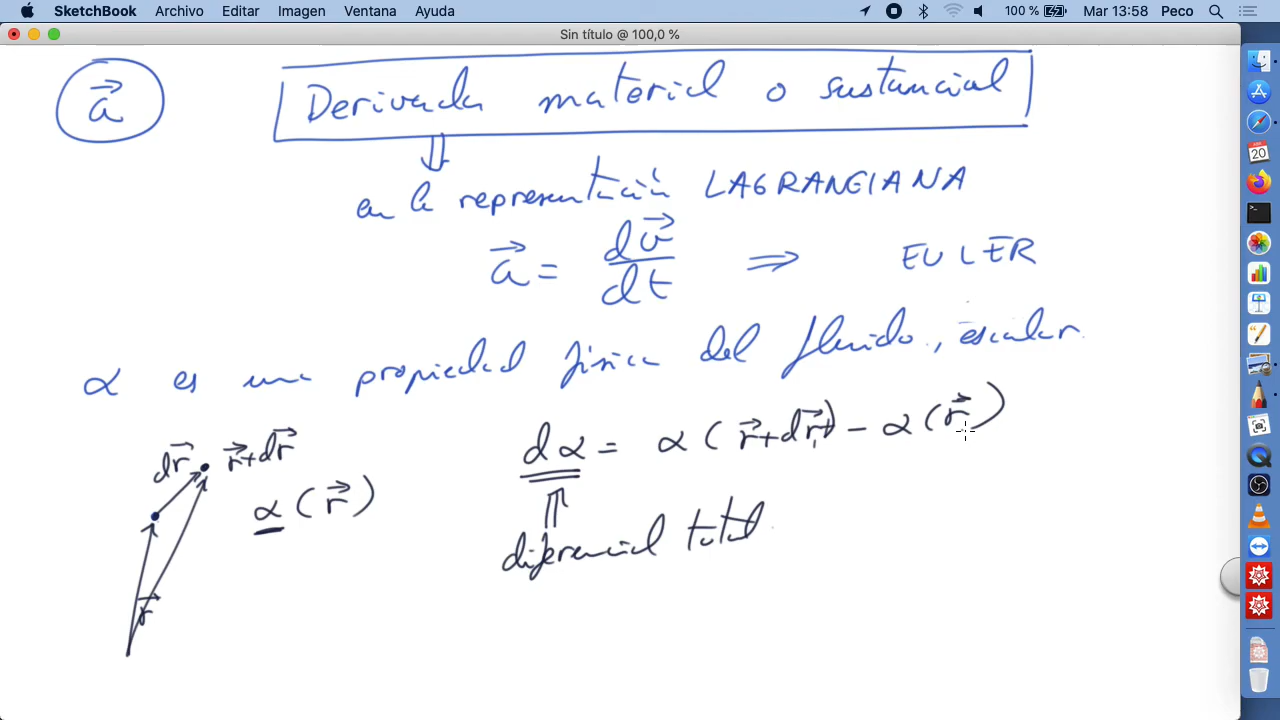 SketchBook Archivo Editar Imagen Ventana Ayuda 100 % Mar 13:58 Peco
Sin título @ 100,0 %
a⃗ Derivada material o sustancial
en la representación LAGRANGIANA
a⃗ = dv⃗/dt ⇒ EULER
α es una propiedad física del fluido, escalar
dα = α(r⃗+dr⃗) − α(r⃗)
dr⃗ r⃗+dr⃗
α(r⃗)
diferencial total
r⃗
20